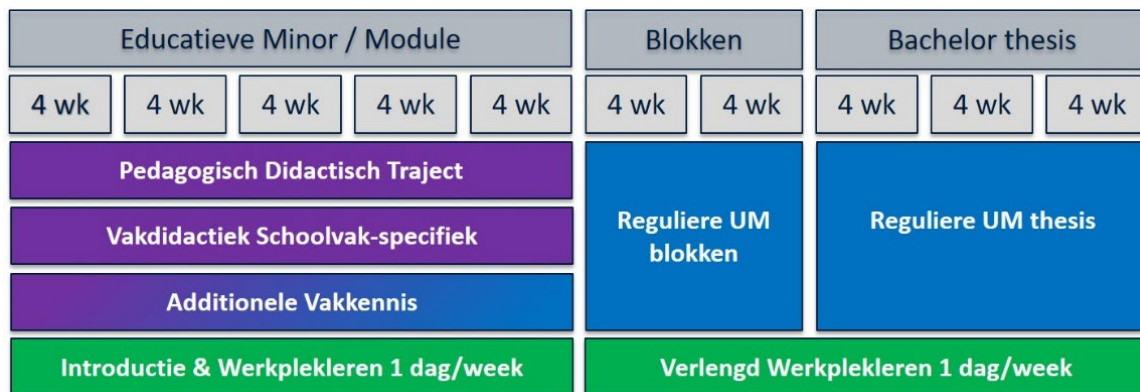 Educatieve Minor / Module
Blokken
Bachelor thesis
4 wk
4 wk
4 wk
4 wk
4 wk
4 wk
4 wk
4 wk
4 wk
4 wk
Pedagogisch Didactisch Traject
Vakdidactiek Schoolvak-specifiek
Additionele Vakkennis
Reguliere UM
blokken
Reguliere UM thesis
Introductie & Werkplekleren 1 dag/week
Verlengd Werkplekleren 1 dag/week